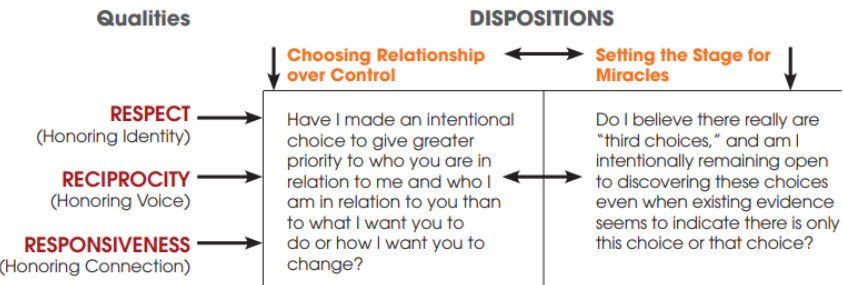 Qualities
DISPOSITIONS
Choosing Relationship
over Control
Setting the Stage for
Miracles
RESPECT
(Honoring Identity)
RECIPROCITY
(Honoring Voice)
RESPONSIVENESS
(Honoring Connection)
Have I made an intentional
choice to give greater
priority to who you are in
relation to me and who I
am in relation to you than
to what I want you to
do or how I want you to
change?
Do I believe there really are
“third choices,” and am I
intentionally remaining open
to discovering these choices
even when existing evidence
seems to indicate there is only
this choice or that choice?